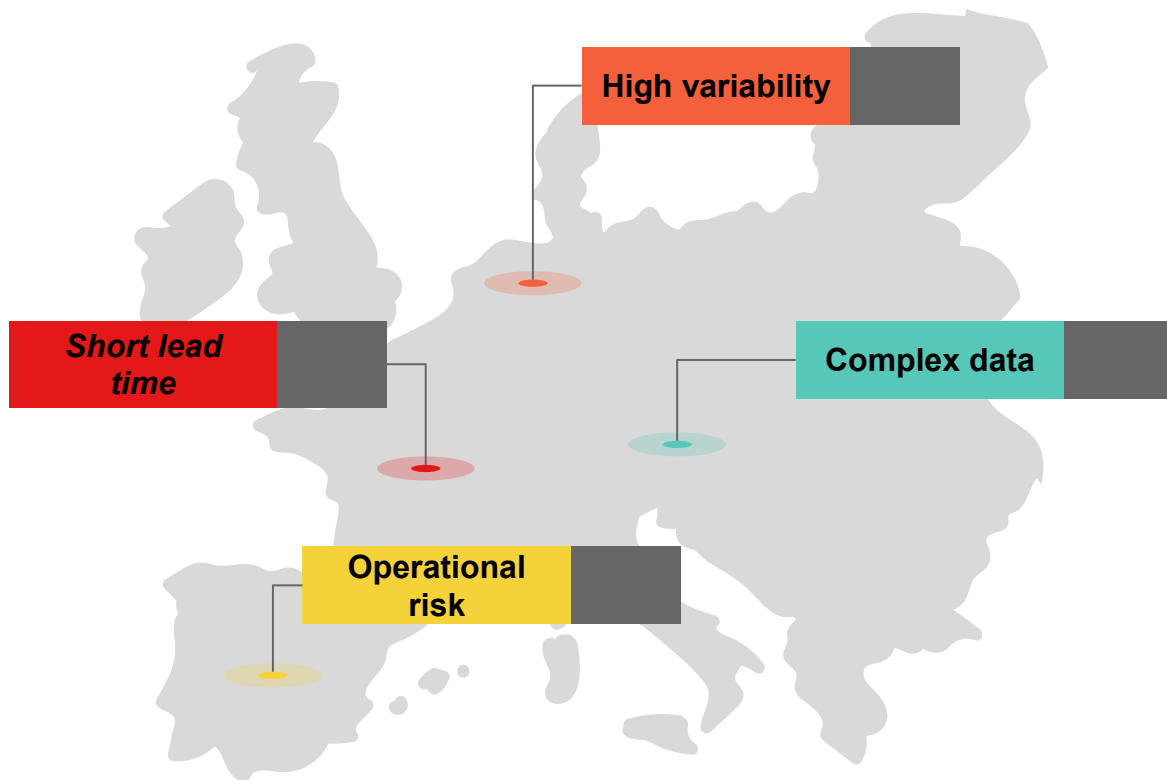 High variability
Short lead
time
Complex data
Operational
risk